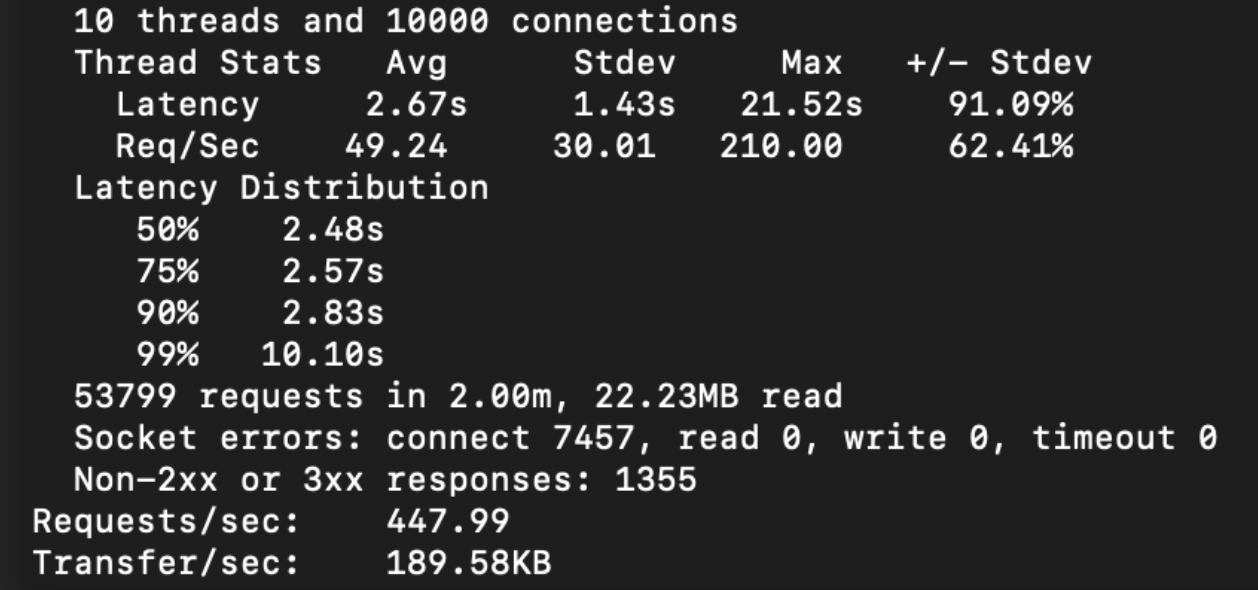 10 threads and 10000 connections
Thread Stats   Avg      Stdev     Max   +/- Stdev
Latency     2.67s     1.43s   21.52s    91.09%
Req/Sec    49.24     30.01   210.00     62.41%
Latency Distribution
50%    2.48s
75%    2.57s
90%    2.83s
99%   10.10s
53799 requests in 2.00m, 22.23MB read
Socket errors: connect 7457, read 0, write 0, timeout 0
Non-2xx or 3xx responses: 1355
Requests/sec:    447.99
Transfer/sec:    189.58KB